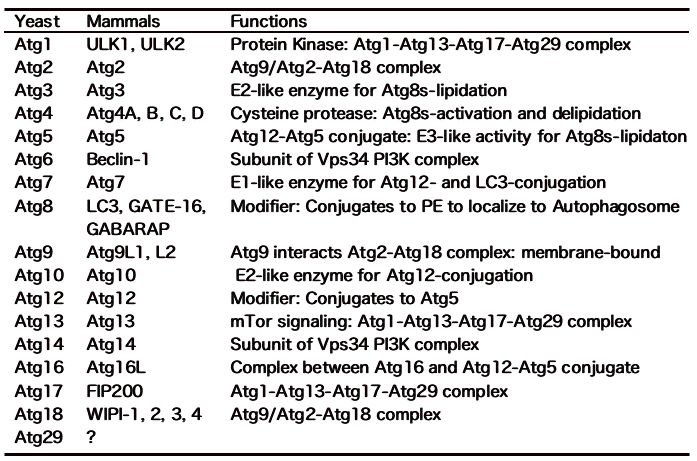 Yeast Mammals Functions
Atg1 ULK1, ULK2 Protein Kinase: Atg1-Atg13-Atg17-Atg29 complex
Atg2 Atg2 Atg9/Atg2-Atg18 complex
Atg3 Atg3 E2-like enzyme for Atg8s-lipidation
Atg4 Atg4A, B, C, D Cysteine protease: Atg8s-activation and delipidation
Atg5 Atg5 Atg12-Atg5 conjugate: E3-like activity for Atg8s-lipidaton
Atg6 Beclin-1 Subunit of Vps34 PI3K complex
Atg7 Atg7 E1-like enzyme for Atg12- and LC3-conjugation
Atg8 LC3, GATE-16, Modifier: Conjugates to PE to localize to Autophagosome
GABARAP
Atg9 Atg9L1, L2 Atg9 interacts Atg2-Atg18 complex: membrane-bound
Atg10 Atg10 E2-like enzyme for Atg12-conjugation
Atg12 Atg12 Modifier: Conjugates to Atg5
Atg13 Atg13 mTor signaling: Atg1-Atg13-Atg17-Atg29 complex
Atg14 Atg14 Subunit of Vps34 PI3K complex
Atg16 Atg16L Complex between Atg16 and Atg12-Atg5 conjugate
Atg17 FIP200 Atg1-Atg13-Atg17-Atg29 complex
Atg18 WIPI-1, 2, 3, 4 Atg9/Atg2-Atg18 complex
Atg29 ?